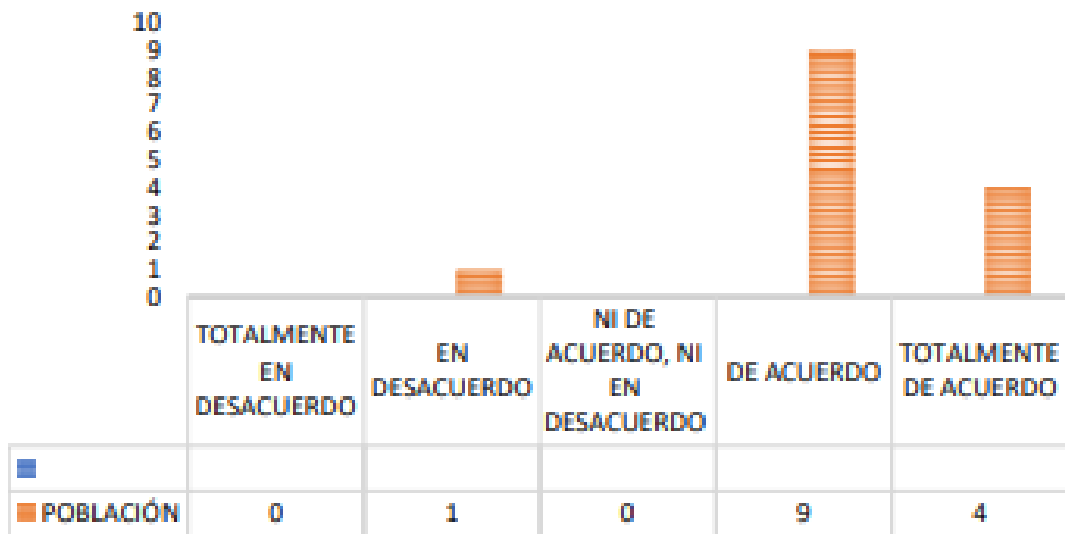 10
9
8
7
6
5
4
3
2
1
0
TOTALMENTE
EN
DESACUERDO
EN
DESACUERDO
NI DE
ACUERDO, NI
EN
DESACUERDO
DE ACUERDO
TOTALMENTE
DE ACUERDO
POBLACIÓN 0 1 0 9 4